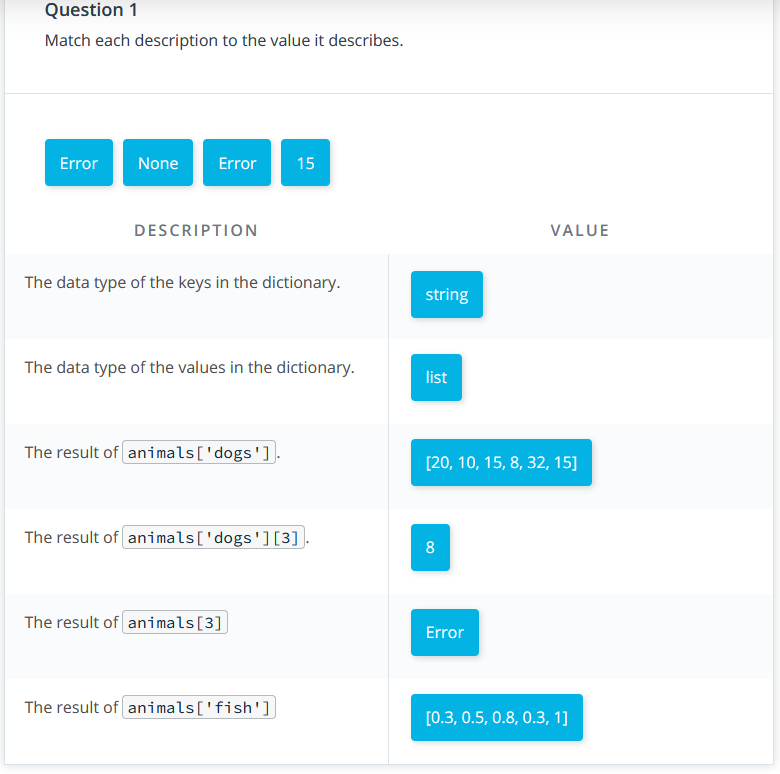 Question 1
Match each description to the value it describes.
Error None Error 15
DESCRIPTION VALUE
The data type of the keys in the dictionary. string
The data type of the values in the dictionary. list
The result of animals['dogs']. [20, 10, 15, 8, 32, 15]
The result of animals['dogs'][3]. 8
The result of animals[3] Error
The result of animals['fish'] [0.3, 0.5, 0.8, 0.3, 1]